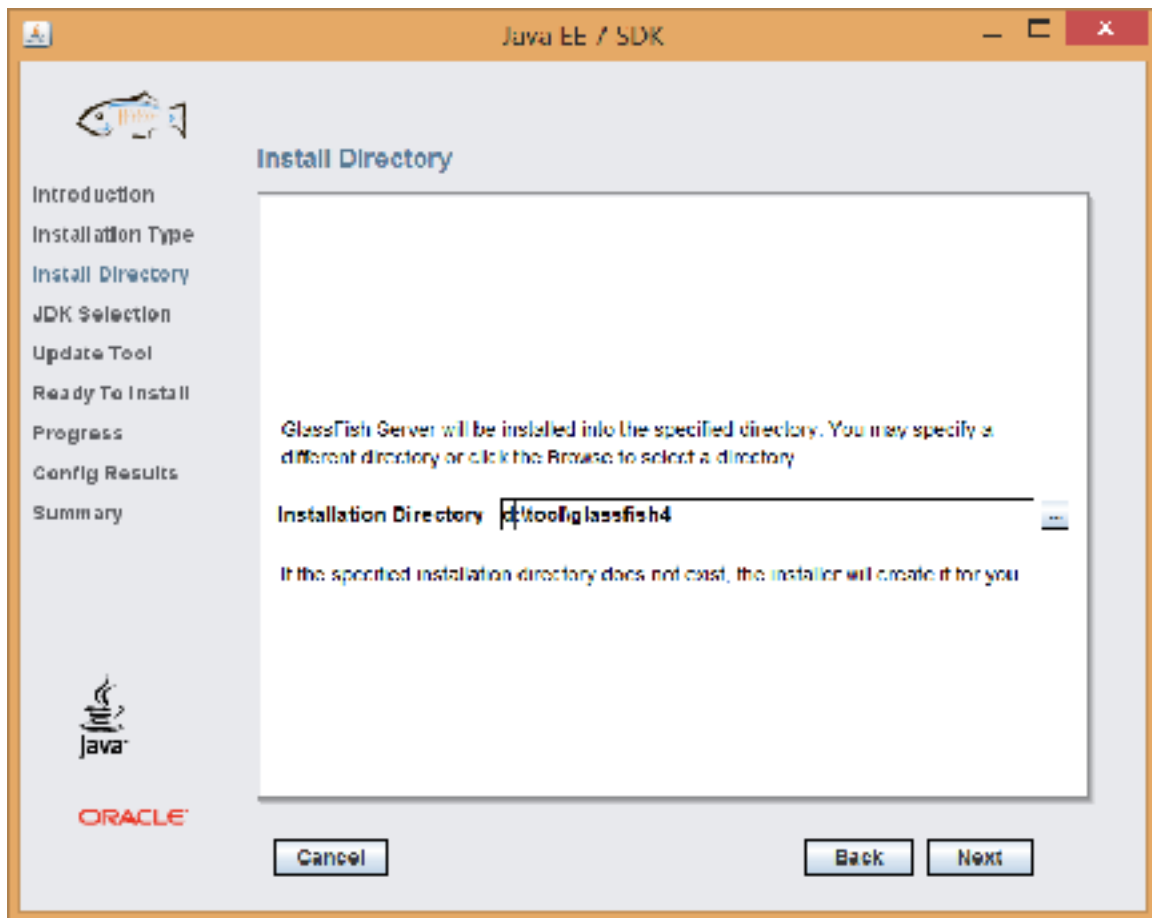 Java EE 7 SDK
Install Directory
Introduction
Installation Type
Install Directory
JDK Selection
Update Tool
Ready To Install
Progress
Config Results
Summary
GlassFish Server will be installed into the specified directory. You may specify a
different directory or click the Browse to select a directory
Installation Directory d:\tool\glassfish4
...
If the specified installation directory does not exist, the installer will create it for you
Java
ORACLE
Cancel
Back
Next